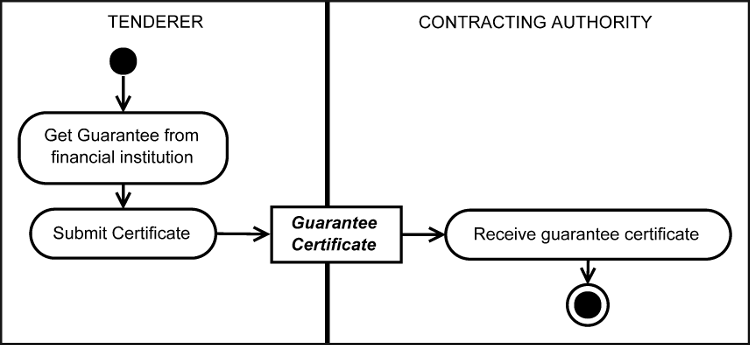 TENDERER
CONTRACTING AUTHORITY
Get Guarantee from
financial institution
Submit Certificate
Guarantee
Certificate
Receive guarantee certificate